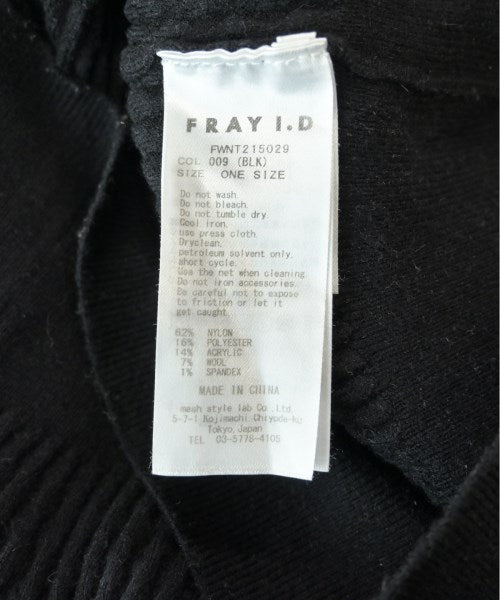 FRAY I.D
FWNT215029
COL 009 (BLK)
SIZE ONE SIZE
Do not wash.
Do not bleach.
Do not tumble dry.
Cool iron.
use press cloth.
Dryclean.
petroleum solvent only.
short cycle.
Use the net when cleaning.
Do not iron accessories.
Be careful not to expose
to friction or let it
get caught.
62% NYLON
16% POLYESTER
14% ACRYLIC
7% WOOL
1% SPANDEX
MADE IN CHINA
mash style lab Co.,Ltd.
5-7-1 Kojimachi Chiyoda-ku
Tokyo,Japan
TEL 03-5778-4105